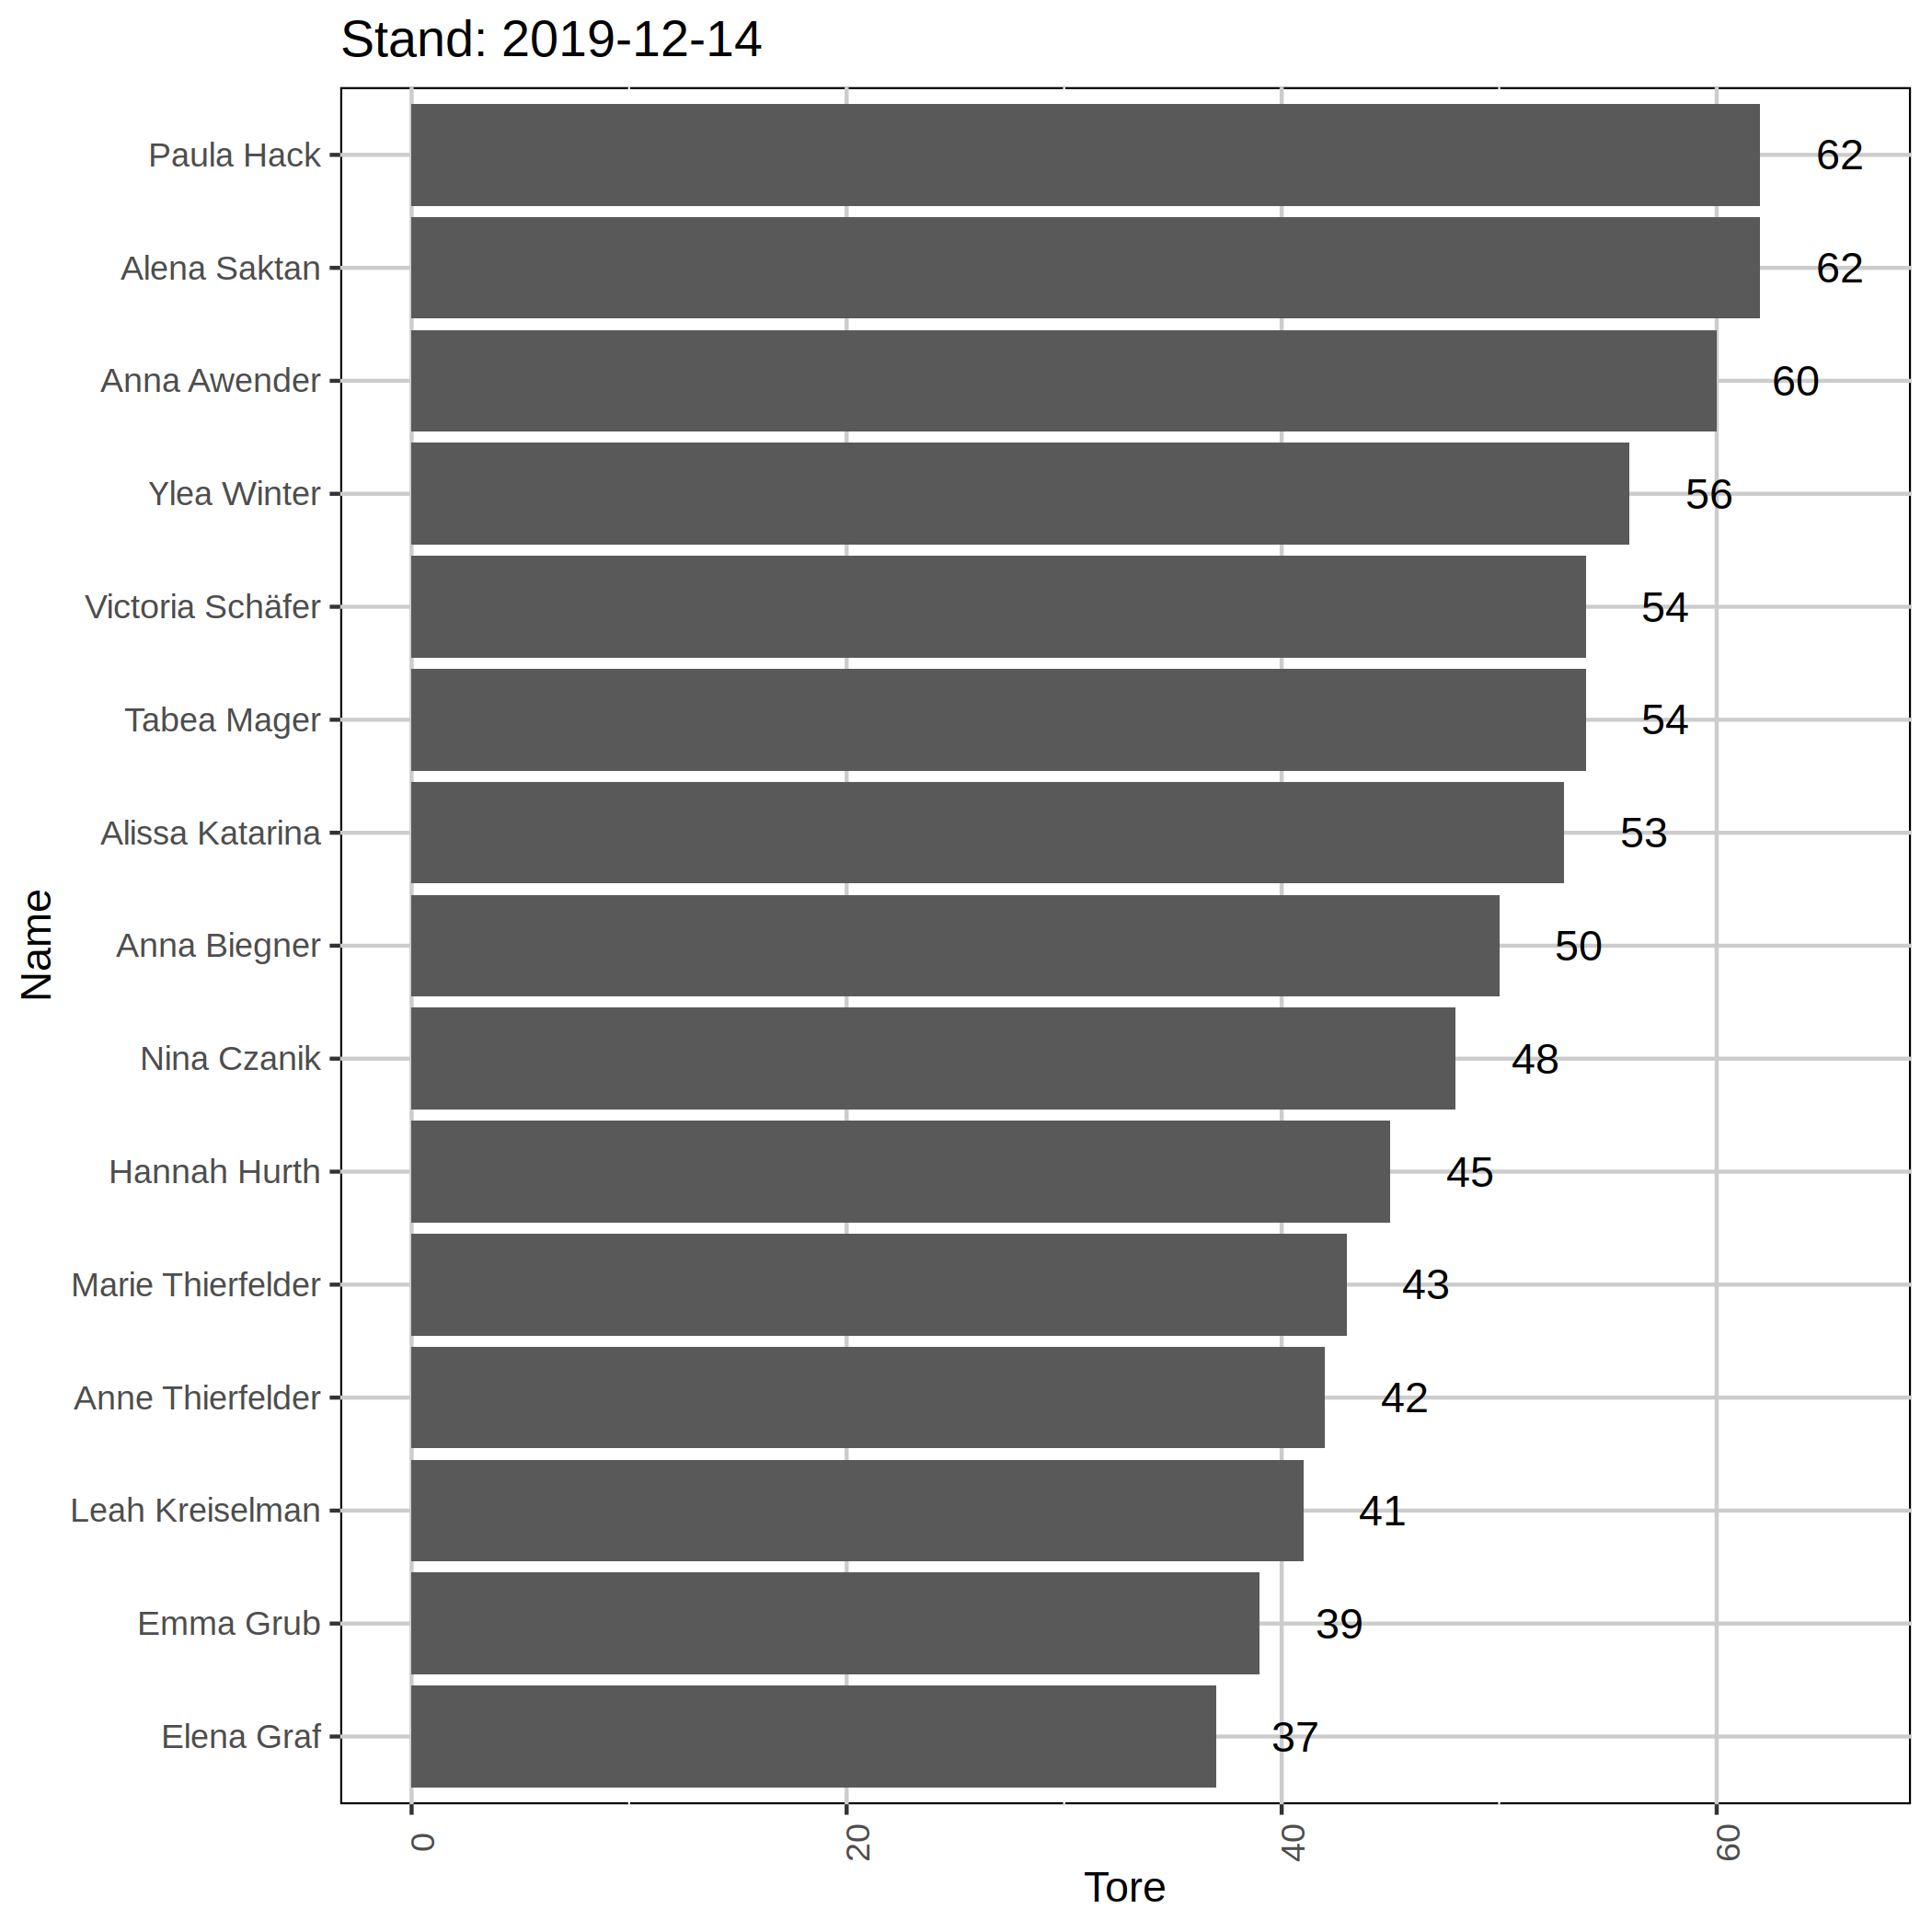 Stand: 2019-12-14
Paula Hack 62
Alena Saktan 62
Anna Awender 60
Ylea Winter 56
Victoria Schäfer 54
Tabea Mager 54
Alissa Katarina 53
Anna Biegner 50
Nina Czanik 48
Hannah Hurth 45
Marie Thierfelder 43
Anne Thierfelder 42
Leah Kreiselman 41
Emma Grub 39
Elena Graf 37
Name
0 20 40 60
Tore